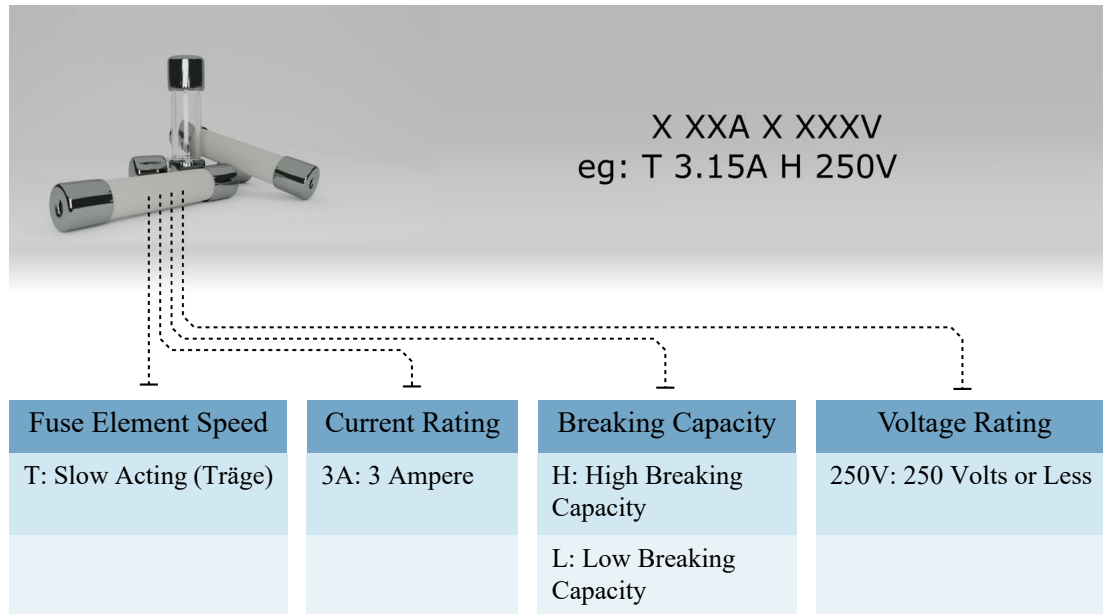 X XXA X XXXV
eg: T 3.15A H 250V
Fuse Element Speed
Current Rating
Breaking Capacity
Voltage Rating
T: Slow Acting (Träge)
3A: 3 Ampere
H: High Breaking
Capacity
250V: 250 Volts or Less
L: Low Breaking
Capacity